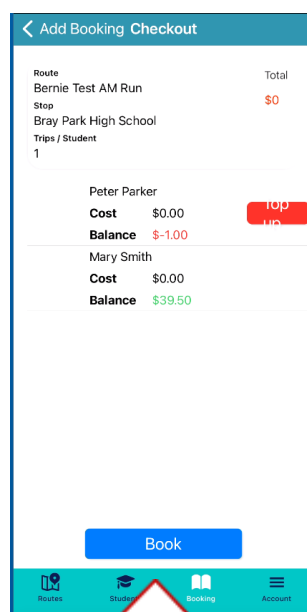 Add Booking Checkout
Route
Total
Bernie Test AM Run
$0
Stop
Bray Park High School
Trips / Student
1
Peter Parker
Cost $0.00
Top up
Balance $-1.00
Mary Smith
Cost $0.00
Balance $39.50
Book
Routes
Student
Booking
Account